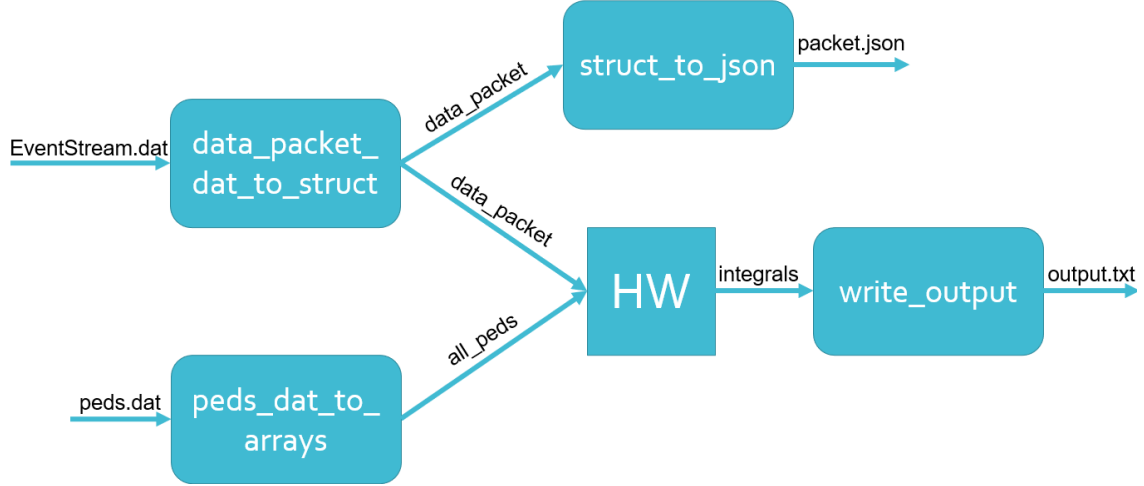 packet.json
struct_to_json
data_packet
EventStream.dat
data_packet_
dat_to_struct
data_packet
HW
integrals
write_output
output.txt
all_peds
peds.dat
peds_dat_to_
arrays